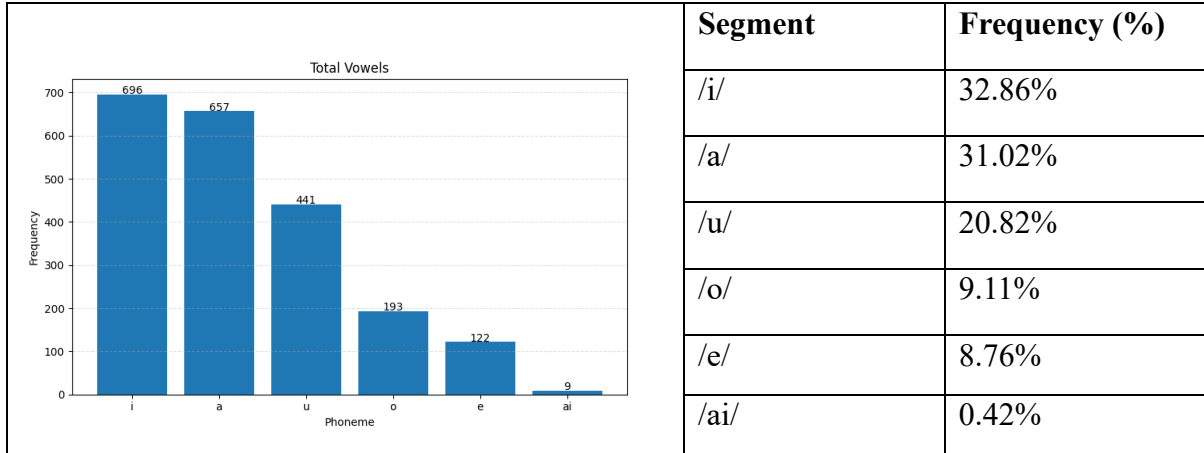 Total Vowels
Frequency
700
600
500
400
300
200
100
0
696
657
441
193
122
9
i a u o e ai
Phoneme
Segment Frequency (%)
/i/ 32.86%
/a/ 31.02%
/u/ 20.82%
/o/ 9.11%
/e/ 8.76%
/ai/ 0.42%